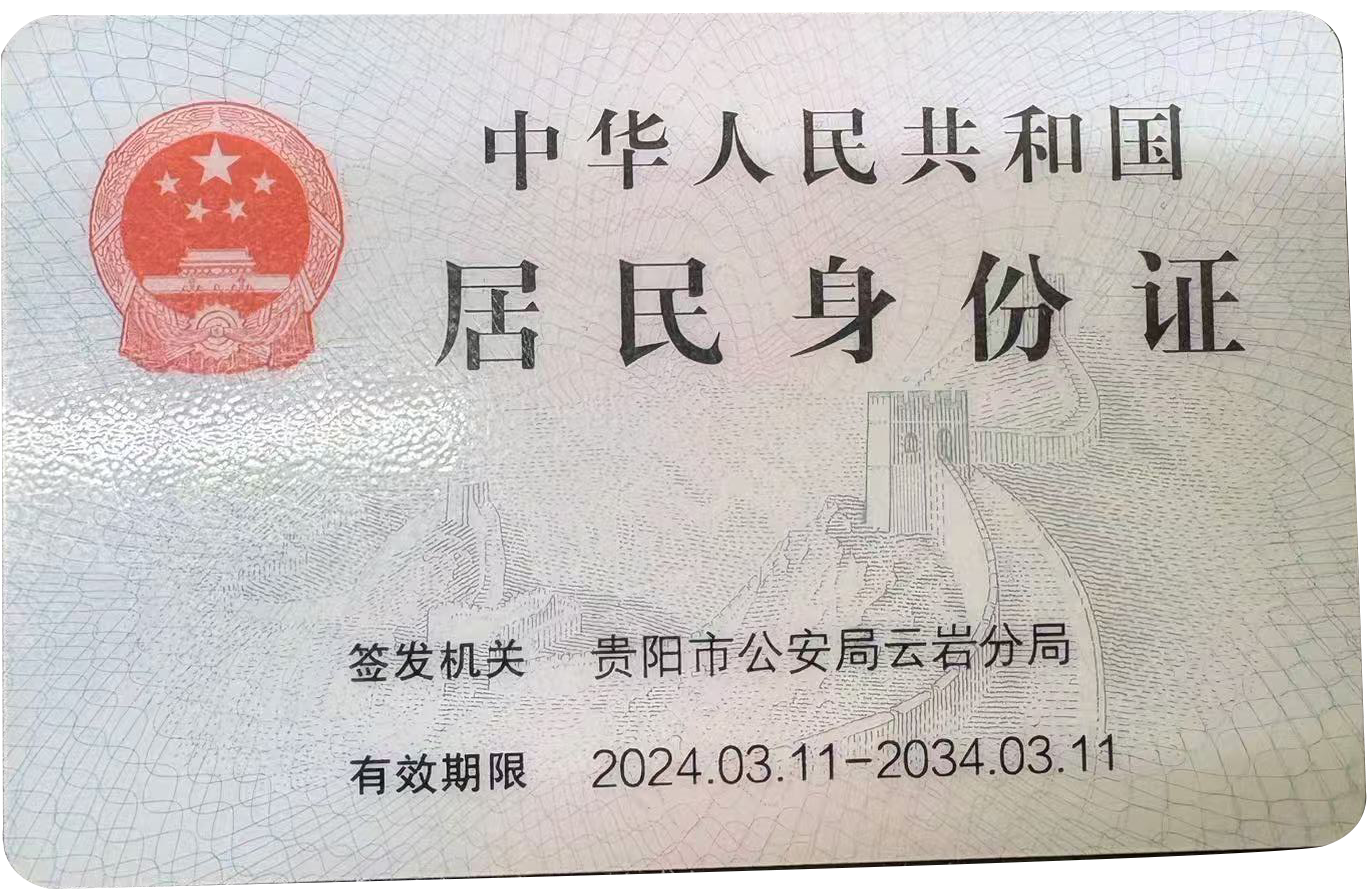 中华人民共和国
居民身份证
签发机关 贵阳市公安局云岩分局
有效期限 2024.03.11-2034.03.11